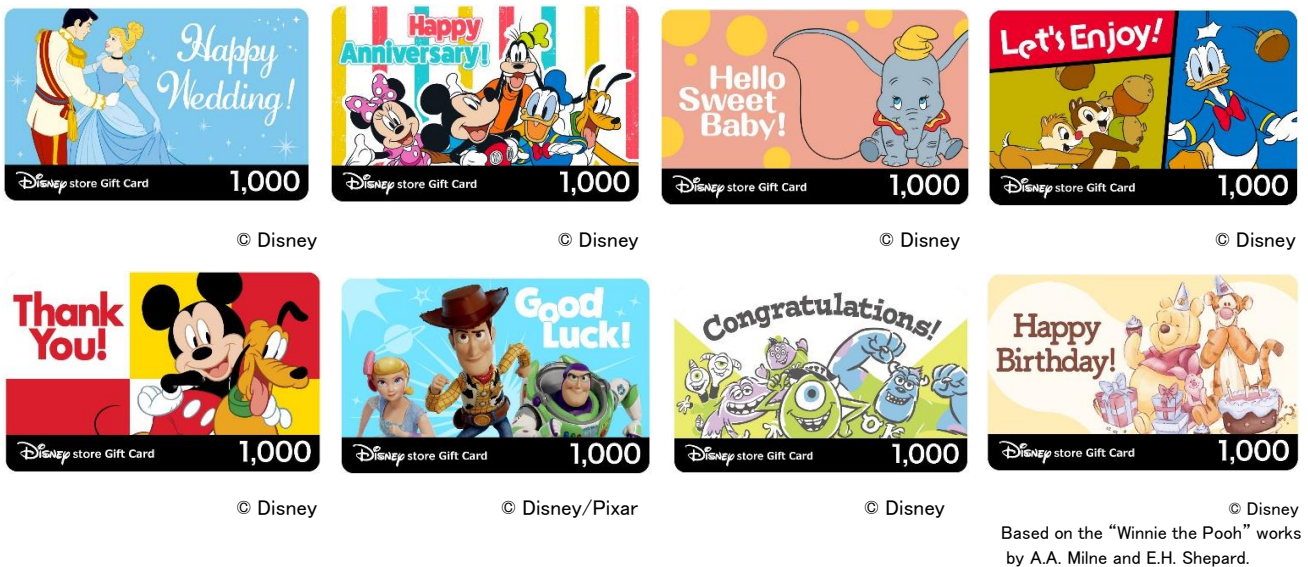 Happy
Wedding!
Disney store Gift Card 1,000
© Disney
Happy
Anniversary!
Disney store Gift Card 1,000
© Disney
Hello
Sweet
Baby!
Disney store Gift Card 1,000
© Disney
Let's Enjoy!
Disney store Gift Card 1,000
© Disney
Thank
You!
Disney store Gift Card 1,000
© Disney
Good
Luck!
Disney store Gift Card 1,000
© Disney/Pixar
Congratulations!
Disney store Gift Card 1,000
© Disney
Happy
Birthday!
Disney store Gift Card 1,000
© Disney
Based on the “Winnie the Pooh” works
by A.A. Milne and E.H. Shepard.